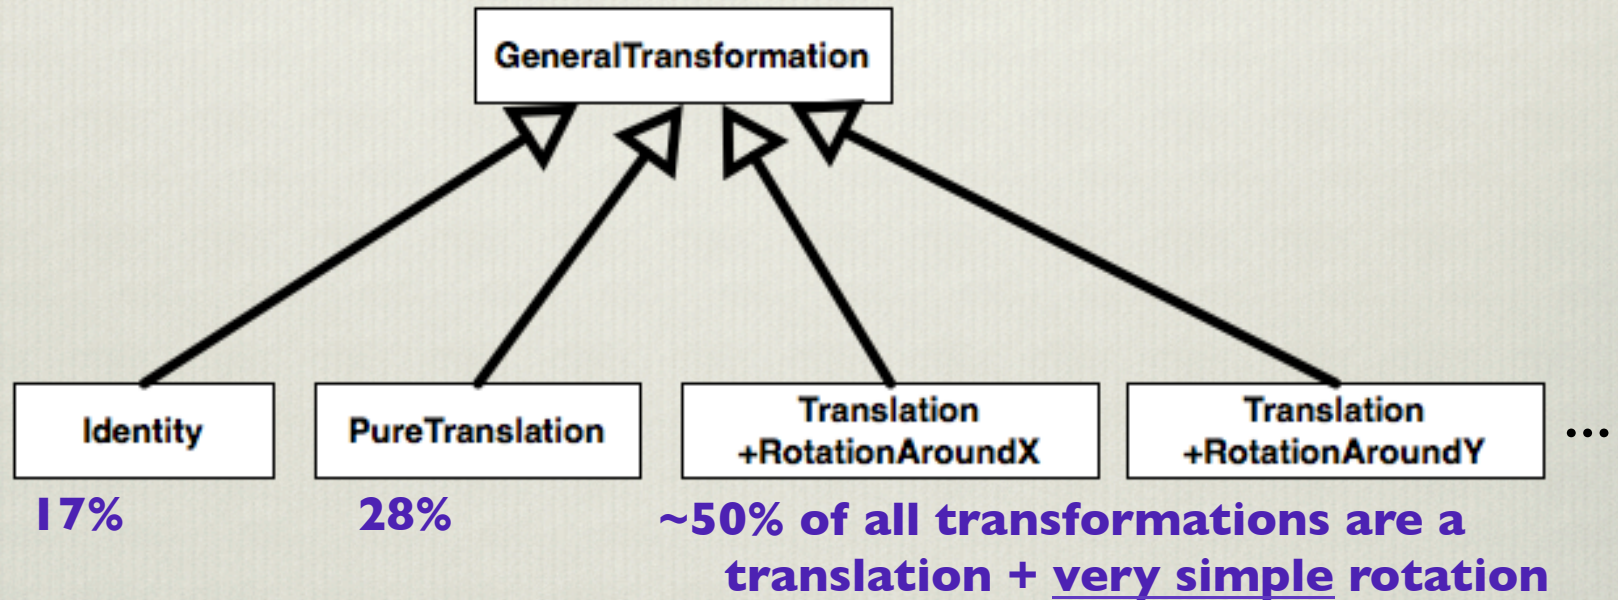 GeneralTransformation
Identity
PureTranslation
Translation
+RotationAroundX
Translation
+RotationAroundY
...
17%
28%
~50% of all transformations are a
translation + very simple rotation